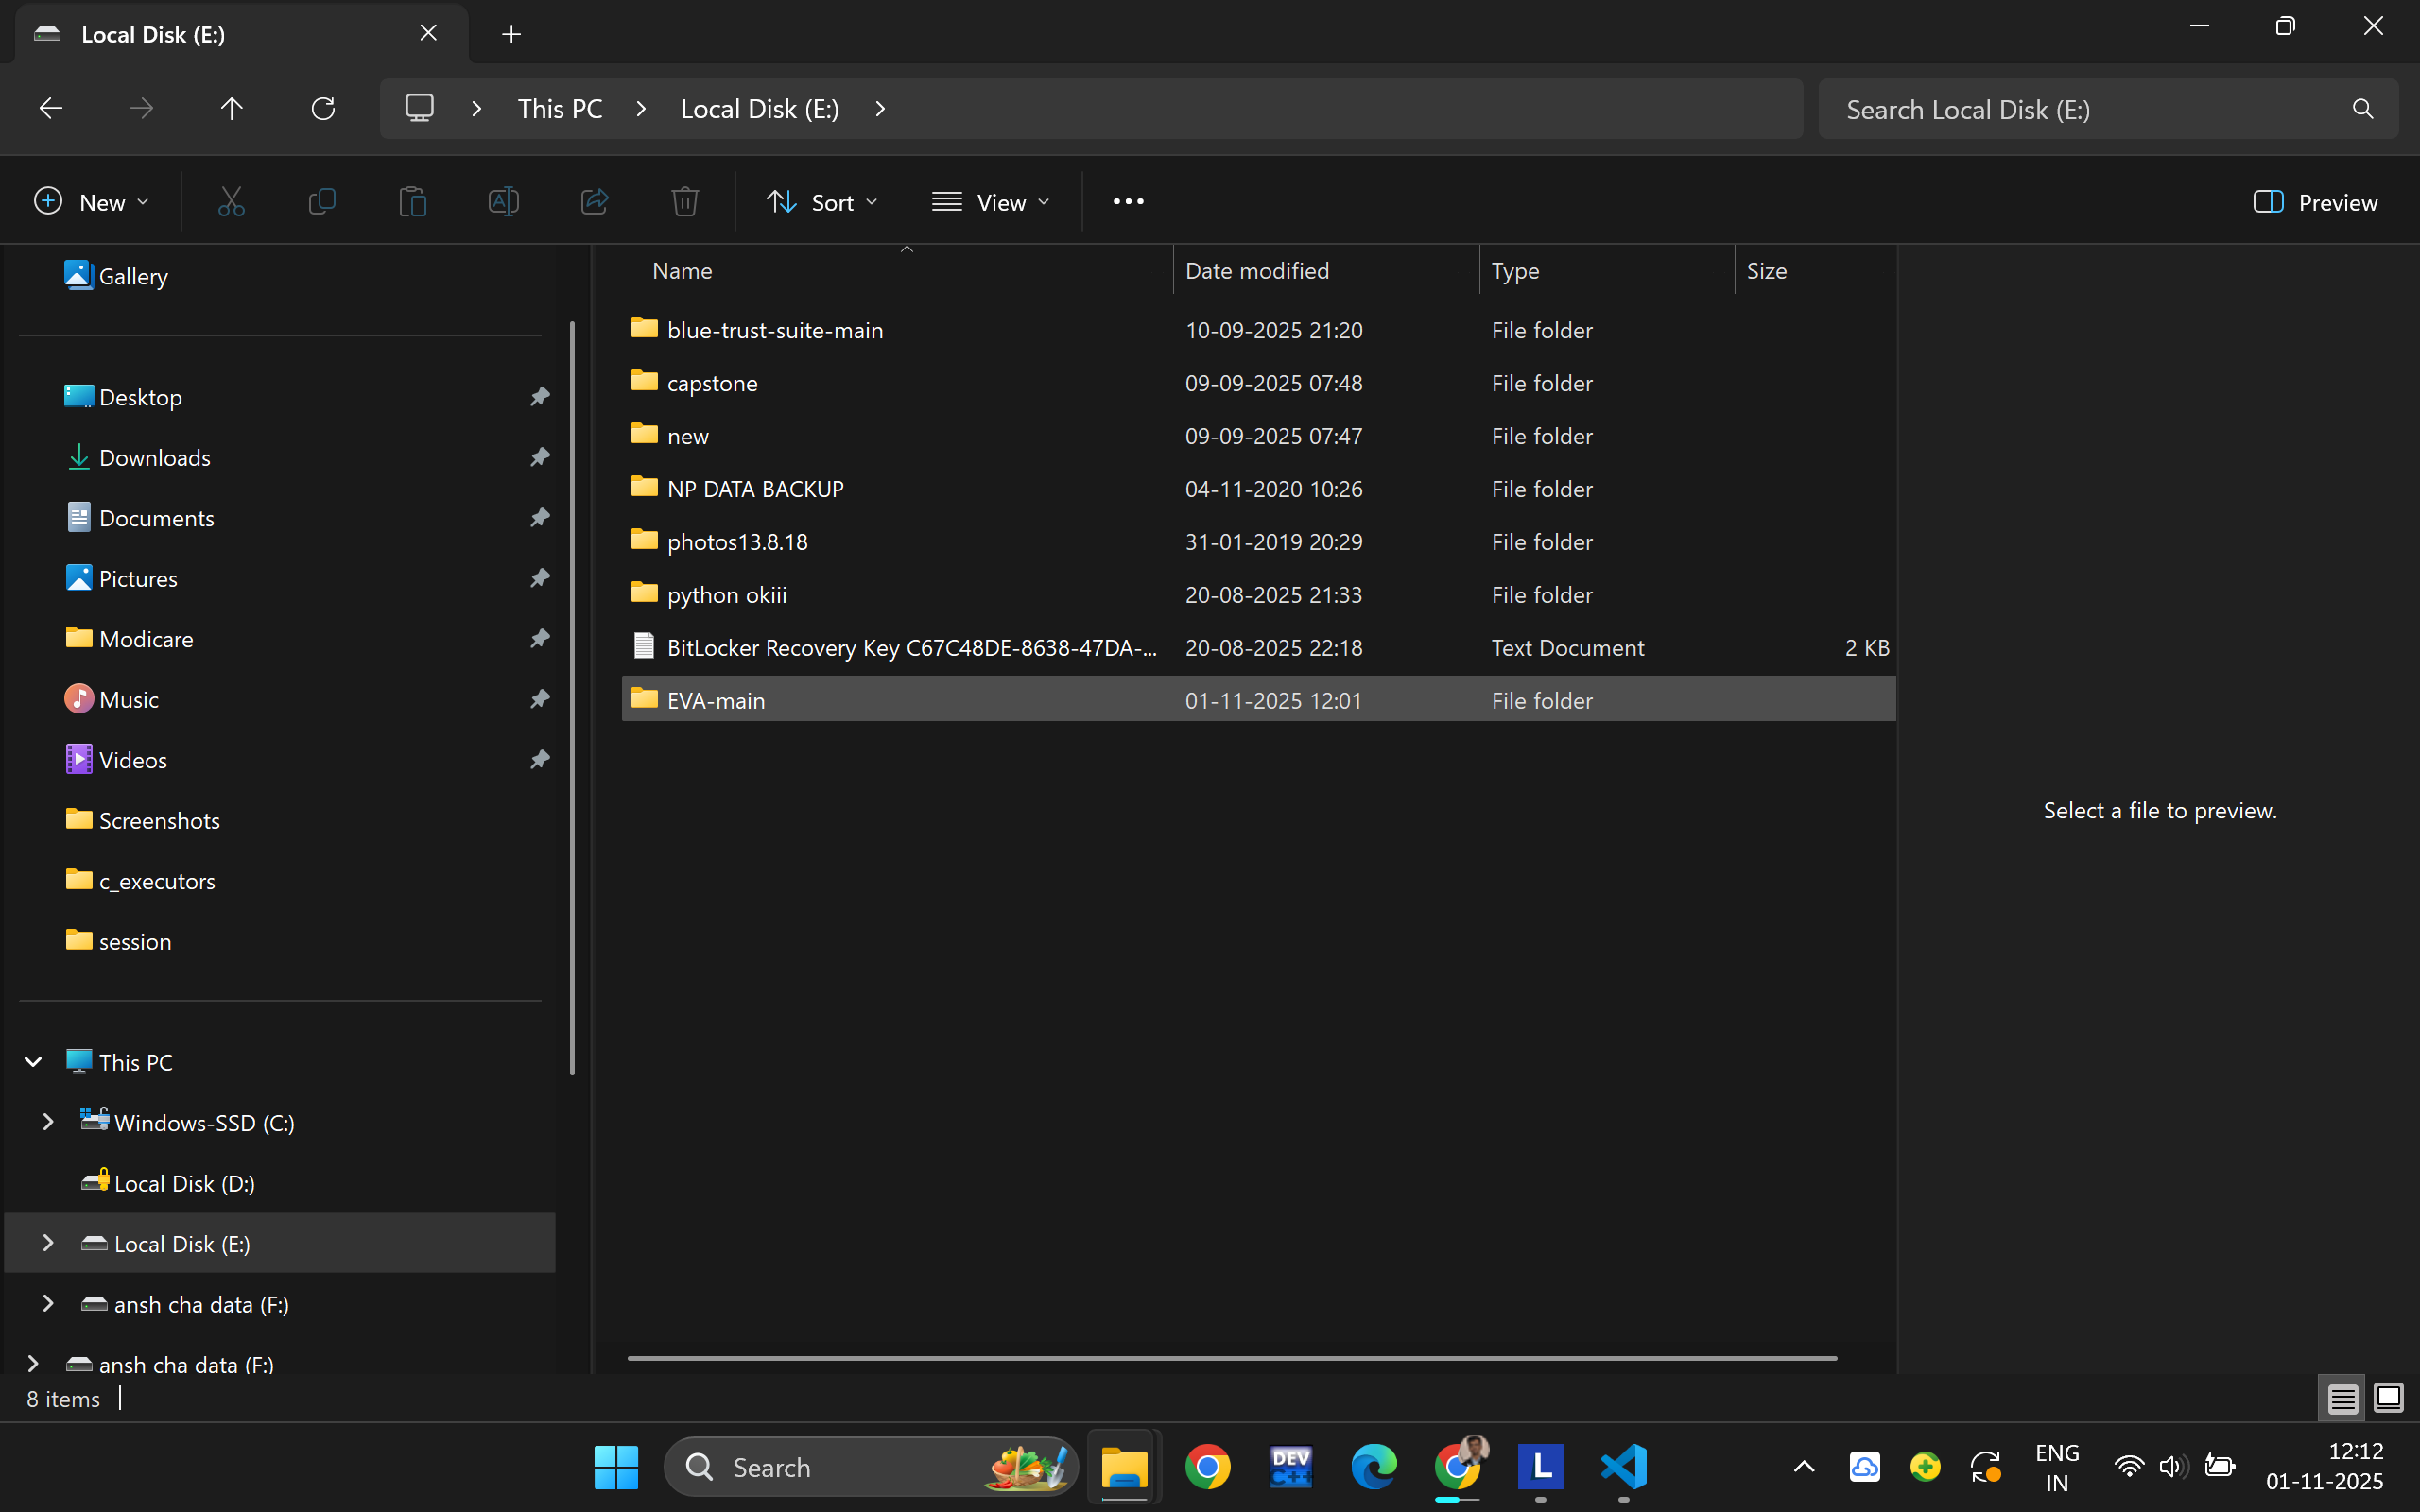 Local Disk (E:)
This PC
Local Disk (E:)
Search Local Disk (E:)
New
Sort
View
Preview
Gallery
Desktop
Downloads
Documents
Pictures
Modicare
Music
Videos
Screenshots
c_executors
session
This PC
Windows-SSD (C:)
Local Disk (D:)
Local Disk (E:)
ansh cha data (F:)
ansh cha data (F:)
Name Date modified Type Size
blue-trust-suite-main 10-09-2025 21:20 File folder
capstone 09-09-2025 07:48 File folder
new 09-09-2025 07:47 File folder
NP DATA BACKUP 04-11-2020 10:26 File folder
photos13.8.18 31-01-2019 20:29 File folder
python okiii 20-08-2025 21:33 File folder
BitLocker Recovery Key C67C48DE-8638-47DA-... 20-08-2025 22:18 Text Document 2 KB
EVA-main 01-11-2025 12:01 File folder
Select a file to preview.
8 items
Search
DEV
C++
L
ENG
IN
12:12
01-11-2025